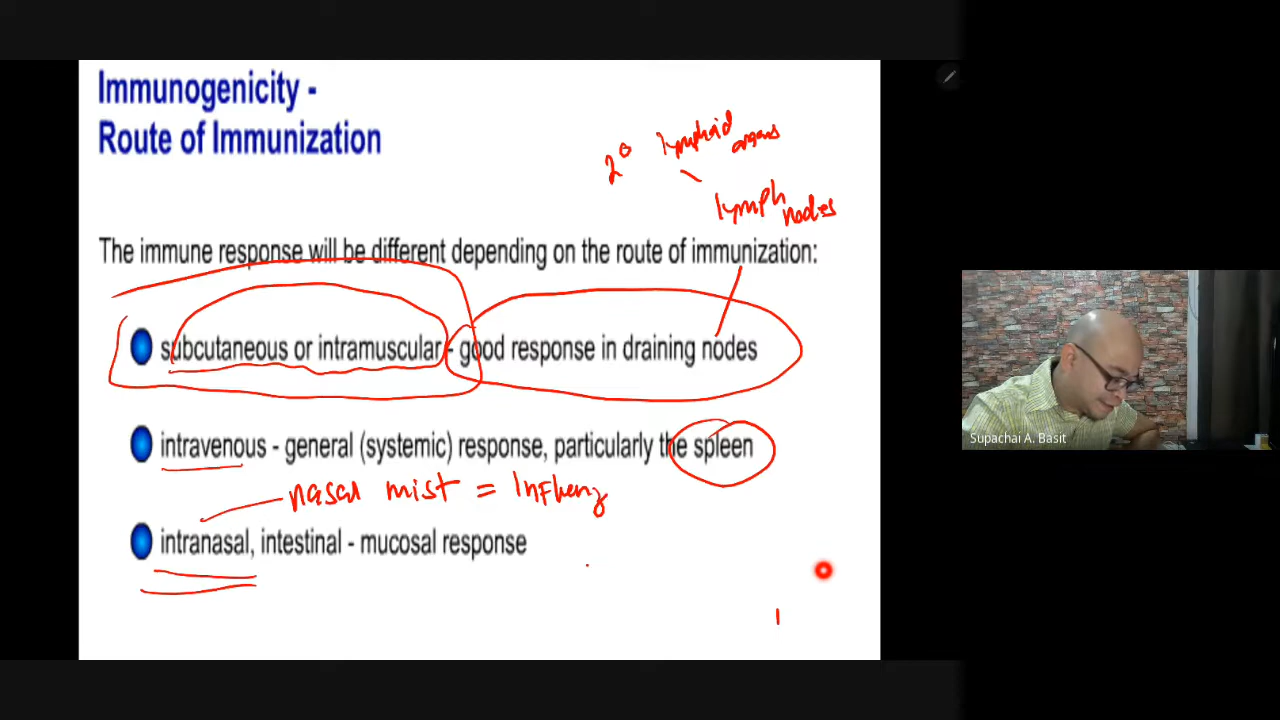 Immunogenicity -
Route of Immunization
2° lymphoid organs
lymph nodes
The immune response will be different depending on the route of immunization:
subcutaneous or intramuscular - good response in draining nodes
intravenous - general (systemic) response, particularly the spleen
nasal mist =
intranasal, intestinal - mucosal response
Supachai A. Basit